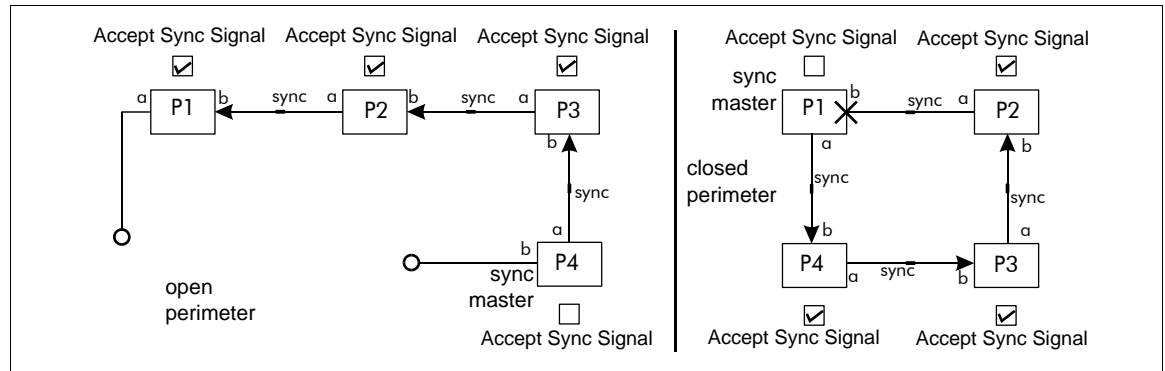 Accept Sync Signal Accept Sync Signal Accept Sync Signal
a P1 b sync a P2 b sync a P3
b
sync
a
b P4
sync
master
open
perimeter
Accept Sync Signal
Accept Sync Signal Accept Sync Signal
sync
master
P1 b sync a P2
a b
closed
perimeter
sync sync
b a
P4 a sync b P3
Accept Sync Signal Accept Sync Signal